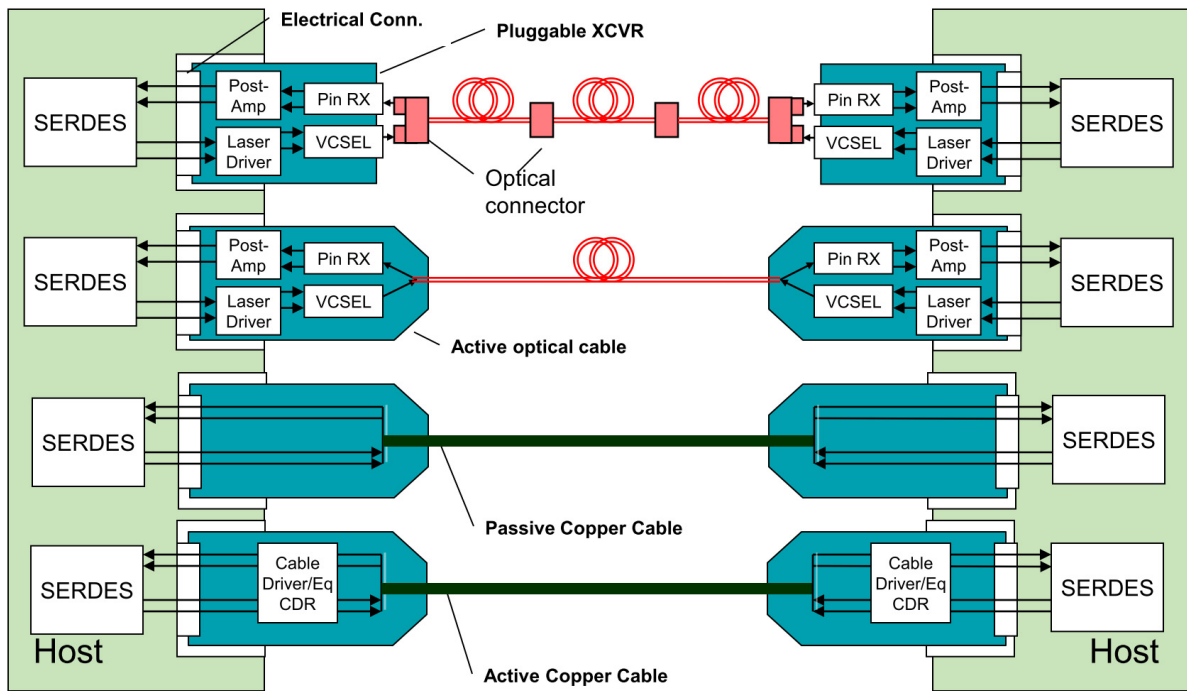 Electrical Conn.
Pluggable XCVR
SERDES
Post-
Amp
Pin RX
Laser
Driver
VCSEL
Optical
connector
Pin RX
Post-
Amp
VCSEL
Laser
Driver
SERDES
SERDES
Post-
Amp
Pin RX
Laser
Driver
VCSEL
Active optical cable
Pin RX
Post-
Amp
VCSEL
Laser
Driver
SERDES
SERDES
Passive Copper Cable
SERDES
SERDES
Cable
Driver/Eq
CDR
Active Copper Cable
Cable
Driver/Eq
CDR
SERDES
Host
Host